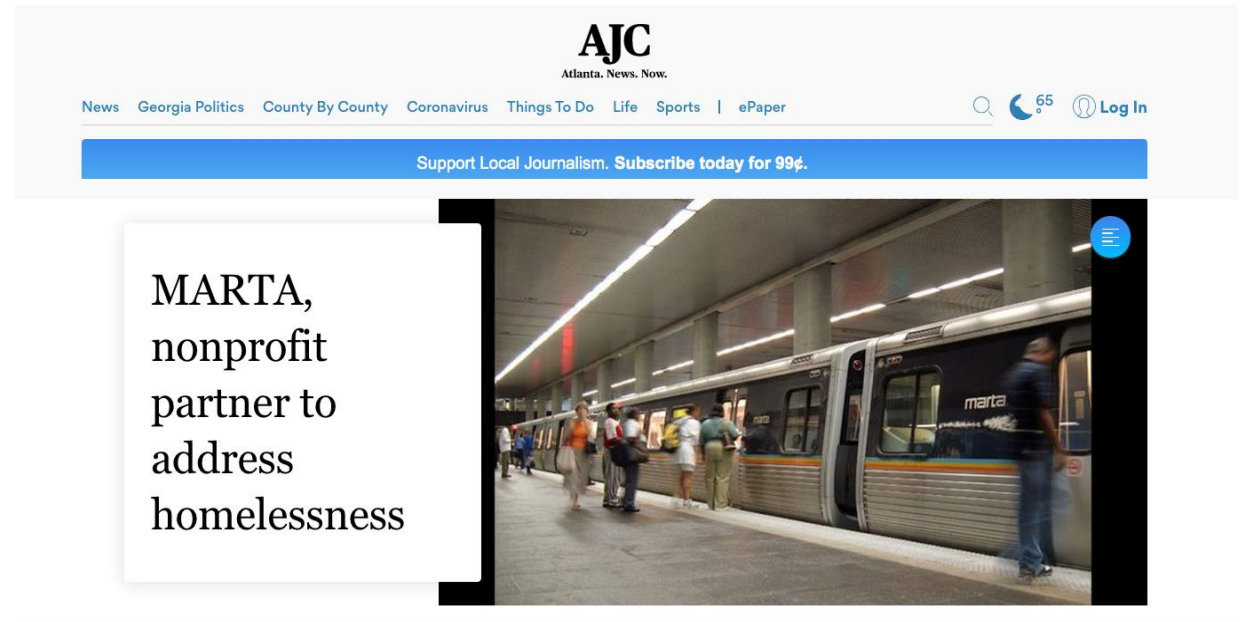 AJC
Atlanta. News. Now.
News Georgia Politics County By County Coronavirus Things To Do Life Sports | ePaper 65° Log In
Support Local Journalism. Subscribe today for 99¢.
MARTA,
nonprofit
partner to
address
homelessness
marta